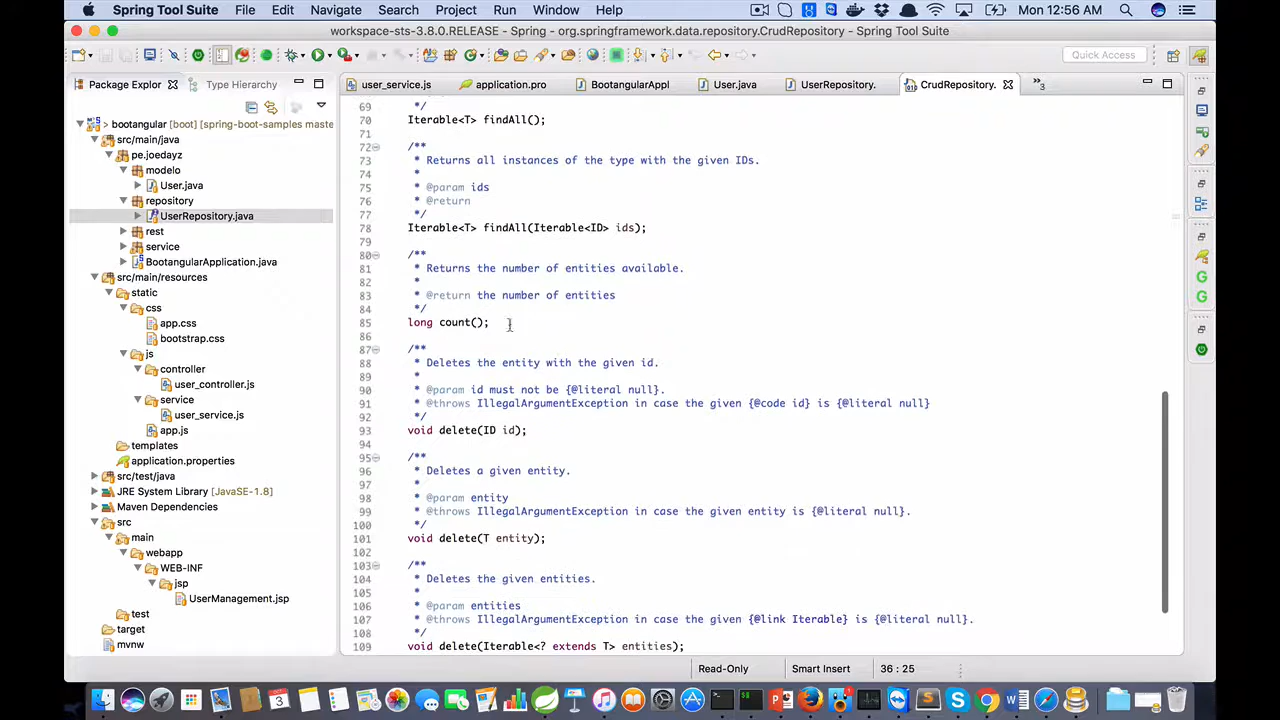 Spring Tool Suite File Edit Navigate Search Project Run Window Help Mon 12:56 AM
workspace-sts-3.8.0.RELEASE - Spring - org.springframework.data.repository.CrudRepository - Spring Tool Suite
Quick Access
Package Explor Type Hierarchy
user_service.js application.pro BootangularAppl User.java UserRepository. CrudRepository. »3
> bootangular [boot] [spring-boot-samples maste
src/main/java
pe.joedayz
modelo
User.java
repository
UserRepository.java
rest
service
BootangularApplication.java
src/main/resources
static
css
app.css
bootstrap.css
js
controller
user_controller.js
service
user_service.js
app.js
templates
application.properties
src/test/java
JRE System Library [JavaSE-1.8]
Maven Dependencies
src
main
webapp
WEB-INF
jsp
UserManagement.jsp
test
target
mvnw
69 */
70 Iterable<T> findAll();
71
72 /**
73 * Returns all instances of the type with the given IDs.
74 *
75 * @param ids
76 * @return
77 */
78 Iterable<T> findAll(Iterable<ID> ids);
79
80 /**
81 * Returns the number of entities available.
82 *
83 * @return the number of entities
84 */
85 long count();
86
87 /**
88 * Deletes the entity with the given id.
89 *
90 * @param id must not be {@literal null}.
91 * @throws IllegalArgumentException in case the given {@code id} is {@literal null}
92 */
93 void delete(ID id);
94
95 /**
96 * Deletes a given entity.
97 *
98 * @param entity
99 * @throws IllegalArgumentException in case the given entity is {@literal null}.
100 */
101 void delete(T entity);
102
103 /**
104 * Deletes the given entities.
105 *
106 * @param entities
107 * @throws IllegalArgumentException in case the given {@link Iterable} is {@literal null}.
108 */
109 void delete(Iterable<? extends T> entities);
Read-Only Smart Insert 36 : 25